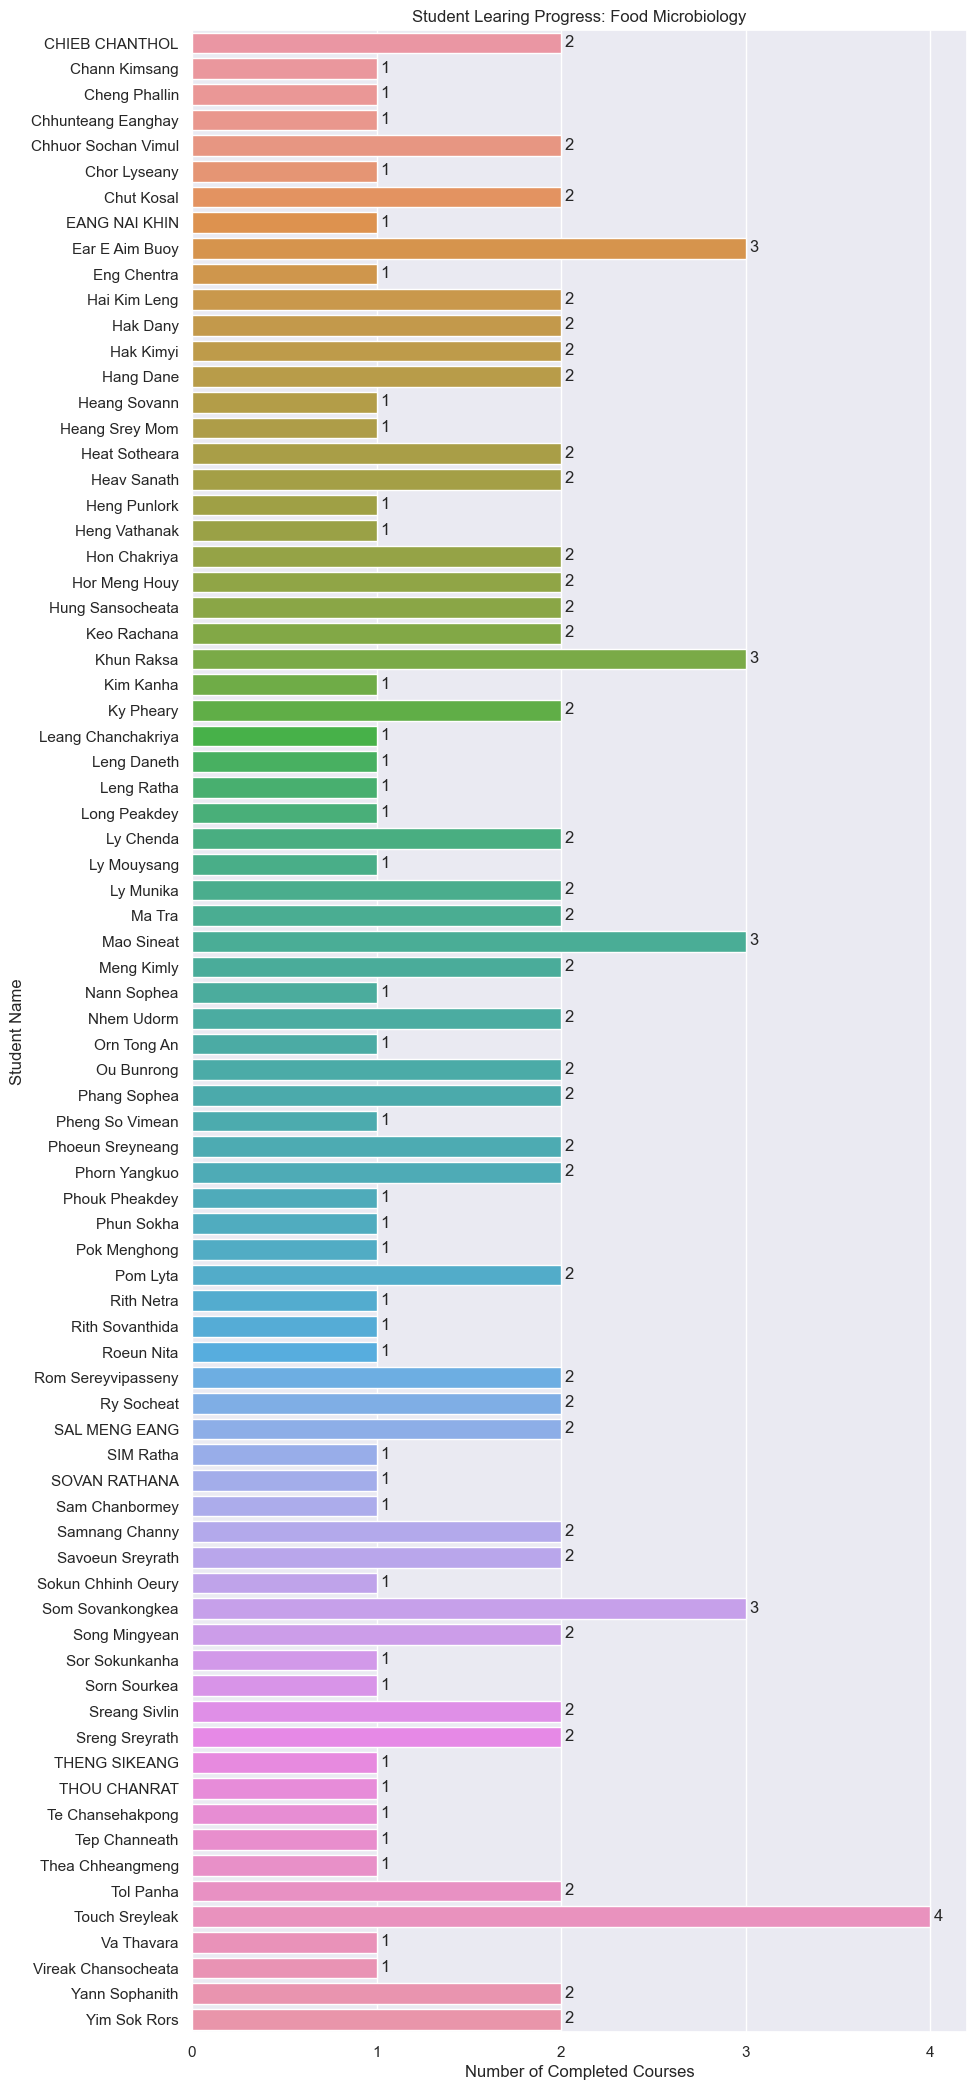 Student Learing Progress: Food Microbiology
CHIEB CHANTHOL 2
Chann Kimsang 1
Cheng Phallin 1
Chhunteang Eanghay 1
Chhuor Sochan Vimul 2
Chor Lyseany 1
Chut Kosal 2
EANG NAI KHIN 1
Ear E Aim Buoy 3
Eng Chentra 1
Hai Kim Leng 2
Hak Dany 2
Hak Kimyi 2
Hang Dane 2
Heang Sovann 1
Heang Srey Mom 1
Heat Sotheara 2
Heav Sanath 2
Heng Punlork 1
Heng Vathanak 1
Hon Chakriya 2
Hor Meng Houy 2
Hung Sansocheata 2
Keo Rachana 2
Khun Raksa 3
Kim Kanha 1
Ky Pheary 2
Leang Chanchakriya 1
Leng Daneth 1
Leng Ratha 1
Long Peakdey 1
Ly Chenda 2
Ly Mouysang 1
Ly Munika 2
Ma Tra 2
Mao Sineat 3
Meng Kimly 2
Nann Sophea 1
Nhem Udorm 2
Orn Tong An 1
Ou Bunrong 2
Phang Sophea 2
Pheng So Vimean 1
Phoeun Sreyneang 2
Phorn Yangkuo 2
Phouk Pheakdey 1
Phun Sokha 1
Pok Menghong 1
Pom Lyta 2
Rith Netra 1
Rith Sovanthida 1
Roeun Nita 1
Rom Sereyvipasseny 2
Ry Socheat 2
SAL MENG EANG 2
SIM Ratha 1
SOVAN RATHANA 1
Sam Chanbormey 1
Samnang Channy 2
Savoeun Sreyrath 2
Sokun Chhinh Oeury 1
Som Sovankongkea 3
Song Mingyean 2
Sor Sokunkanha 1
Sorn Sourkea 1
Sreang Sivlin 2
Sreng Sreyrath 2
THENG SIKEANG 1
THOU CHANRAT 1
Te Chansehakpong 1
Tep Channeath 1
Thea Chheangmeng 1
Tol Panha 2
Touch Sreyleak 4
Va Thavara 1
Vireak Chansocheata 1
Yann Sophanith 2
Yim Sok Rors 2
Student Name
0 1 2 3 4
Number of Completed Courses